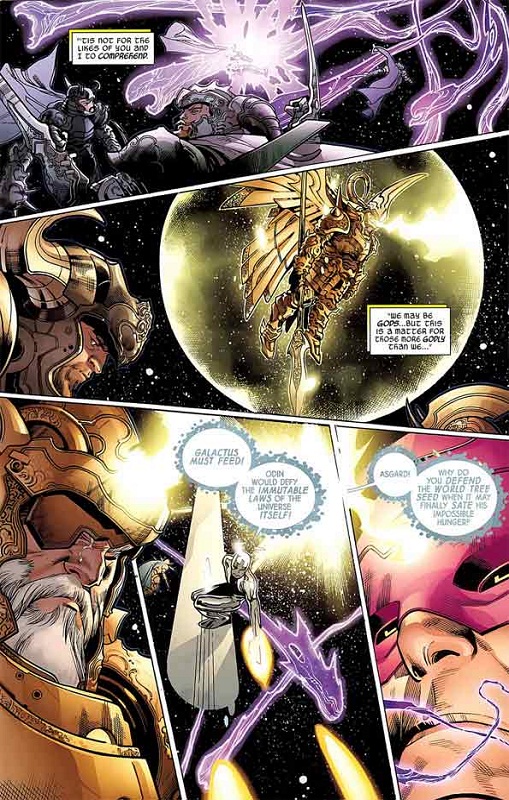 "'TIS NOT FOR THE
LIKES OF YOU AND
I TO COMPREHEND.
"WE MAY BE
GODS...BUT THIS
IS A MATTER FOR
THOSE MORE GODLY
THAN WE..."
GALACTUS
MUST FEED!
ODIN
WOULD DEFY
THE IMMUTABLE
LAWS OF THE
UNIVERSE
ITSELF!
ASGARD!
WHY DO
YOU DEFEND
THE WORLD TREE
SEED WHEN IT MAY
FINALLY SATE HIS
IMPOSSIBLE
HUNGER?